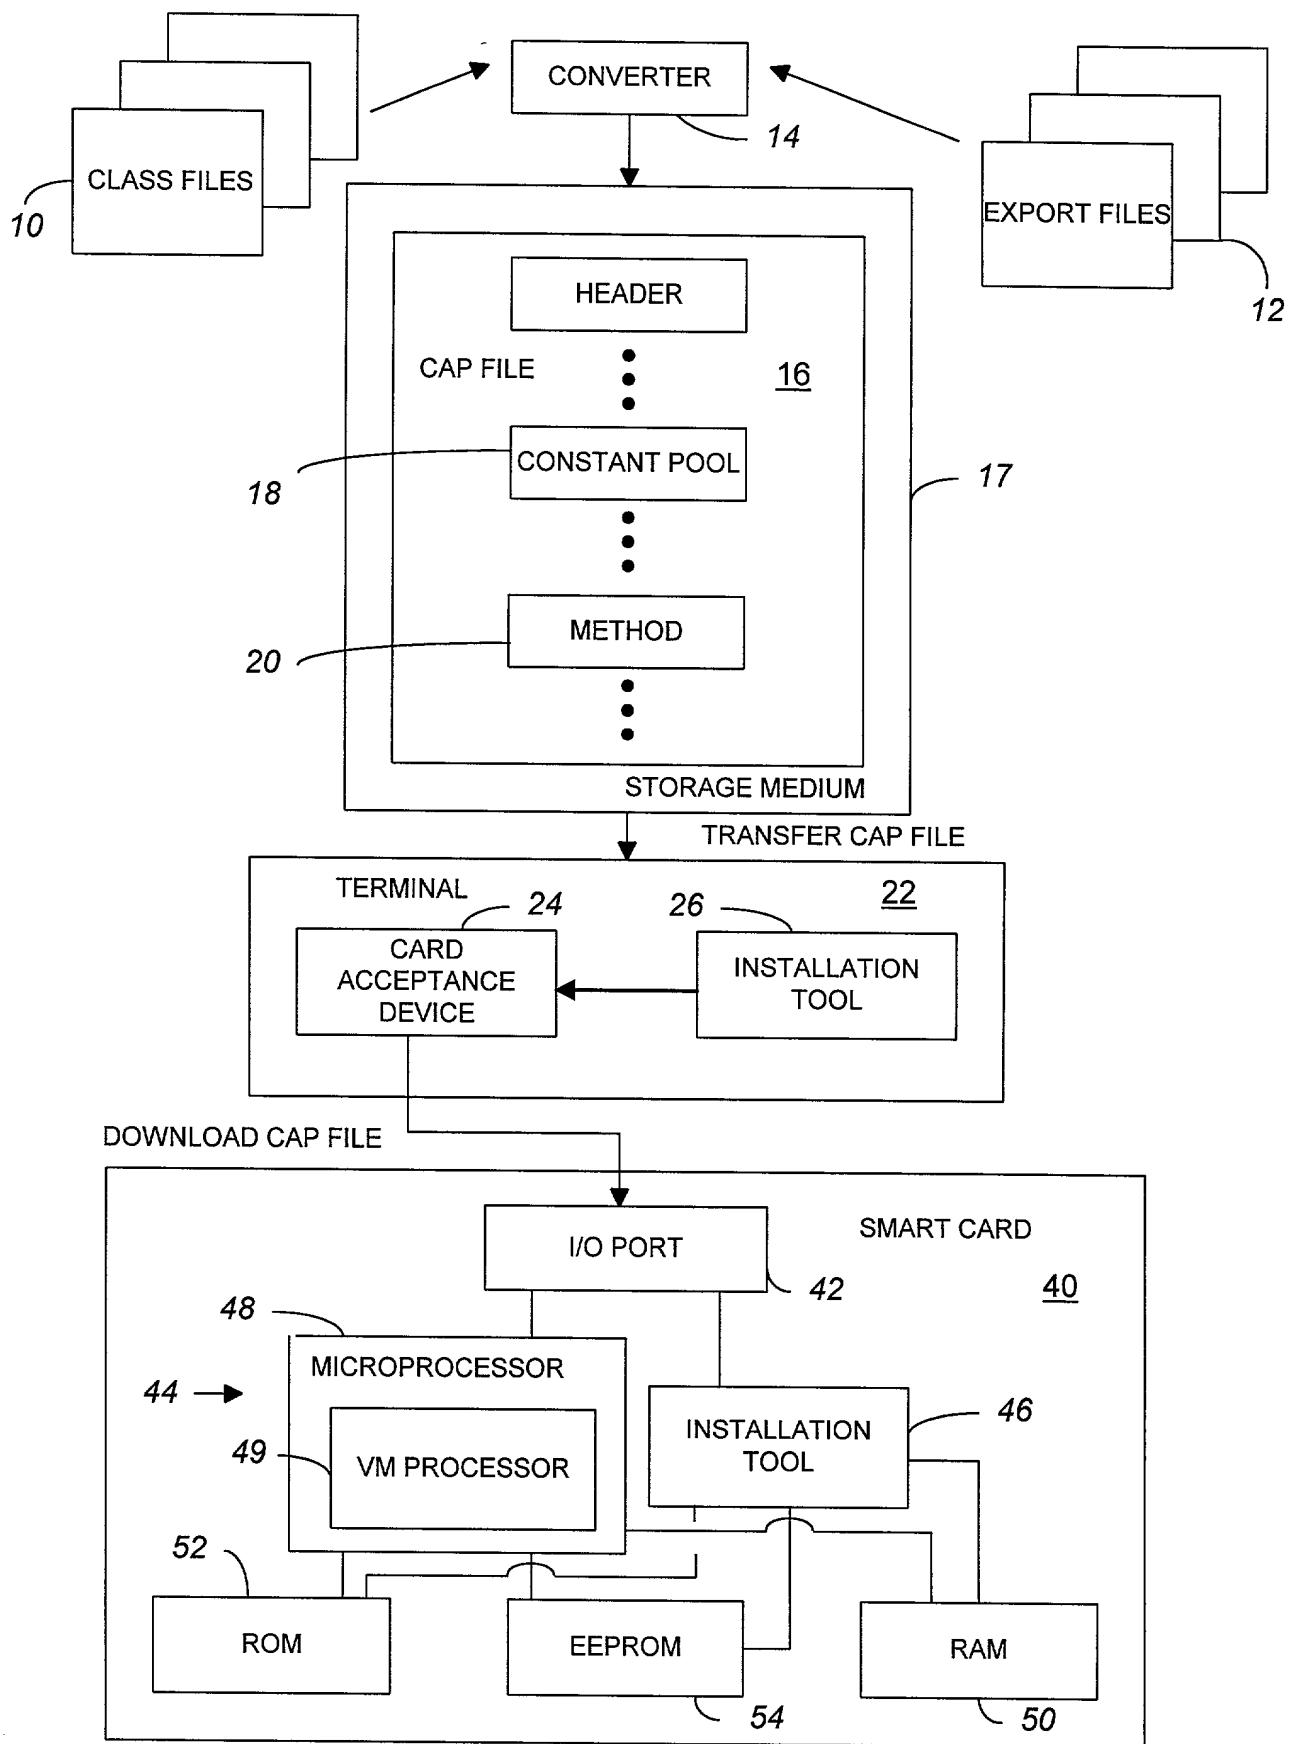 CONVERTER
14
CLASS FILES
10
EXPORT FILES
12
HEADER
CAP FILE
16
CONSTANT POOL
18
17
METHOD
20
STORAGE MEDIUM
TRANSFER CAP FILE
TERMINAL
22
24
26
CARD
ACCEPTANCE
DEVICE
INSTALLATION
TOOL
DOWNLOAD CAP FILE
SMART CARD
I/O PORT
42
40
48
MICROPROCESSOR
44
INSTALLATION
TOOL
46
49
VM PROCESSOR
52
ROM
EEPROM
RAM
54
50